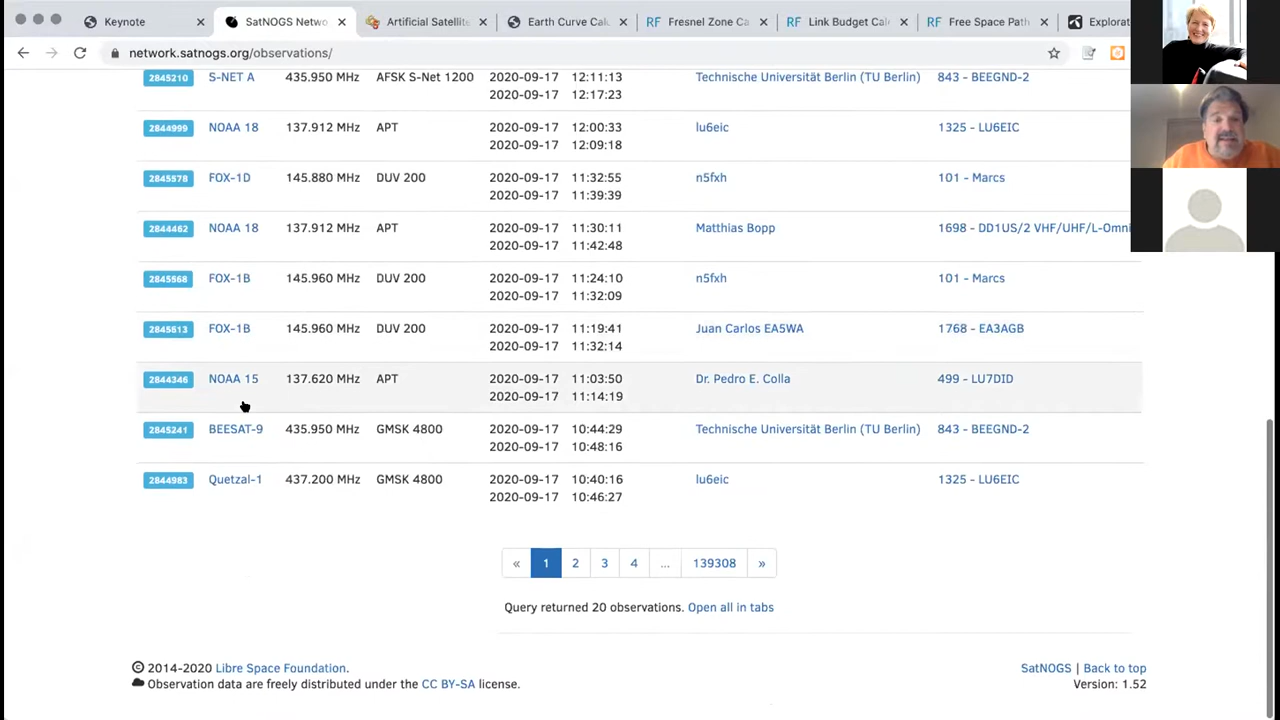 Keynote
SatNOGS Netwo
Artificial Satellite
Earth Curve Calc
RF Fresnel Zone Ca
RF Link Budget Cal
RF Free Space Path
Explorat
network.satnogs.org/observations/
2845210 S-NET A 435.950 MHz AFSK S-Net 1200 2020-09-17 12:11:13 Technische Universität Berlin (TU Berlin) 843 - BEEGND-2
2020-09-17 12:17:23
2844999 NOAA 18 137.912 MHz APT 2020-09-17 12:00:33 lu6eic 1325 - LU6EIC
2020-09-17 12:09:18
2845578 FOX-1D 145.880 MHz DUV 200 2020-09-17 11:32:55 n5fxh 101 - Marcs
2020-09-17 11:39:39
2844462 NOAA 18 137.912 MHz APT 2020-09-17 11:30:11 Matthias Bopp 1698 - DD1US/2 VHF/UHF/L-Omni
2020-09-17 11:42:48
2845568 FOX-1B 145.960 MHz DUV 200 2020-09-17 11:24:10 n5fxh 101 - Marcs
2020-09-17 11:32:09
2845613 FOX-1B 145.960 MHz DUV 200 2020-09-17 11:19:41 Juan Carlos EA5WA 1768 - EA3AGB
2020-09-17 11:32:14
2844346 NOAA 15 137.620 MHz APT 2020-09-17 11:03:50 Dr. Pedro E. Colla 499 - LU7DID
2020-09-17 11:14:19
2845241 BEESAT-9 435.950 MHz GMSK 4800 2020-09-17 10:44:29 Technische Universität Berlin (TU Berlin) 843 - BEEGND-2
2020-09-17 10:48:16
2844983 Quetzal-1 437.200 MHz GMSK 4800 2020-09-17 10:40:16 lu6eic 1325 - LU6EIC
2020-09-17 10:46:27
« 1 2 3 4 ... 139308 »
Query returned 20 observations. Open all in tabs
© 2014-2020 Libre Space Foundation. SatNOGS | Back to top
Observation data are freely distributed under the CC BY-SA license. Version: 1.52